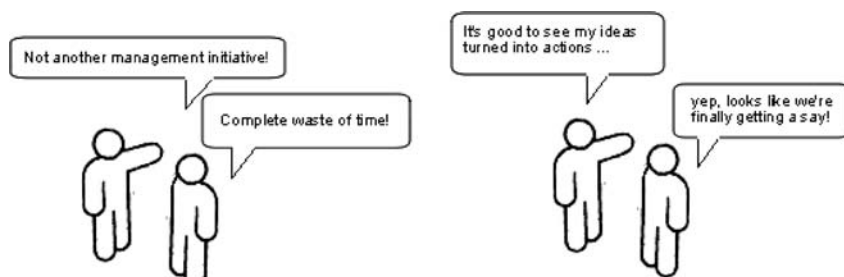 Not another management initiative!
Complete waste of time!
It's good to see my ideas
turned into actions ...
yep, looks like we're
finally getting a say!